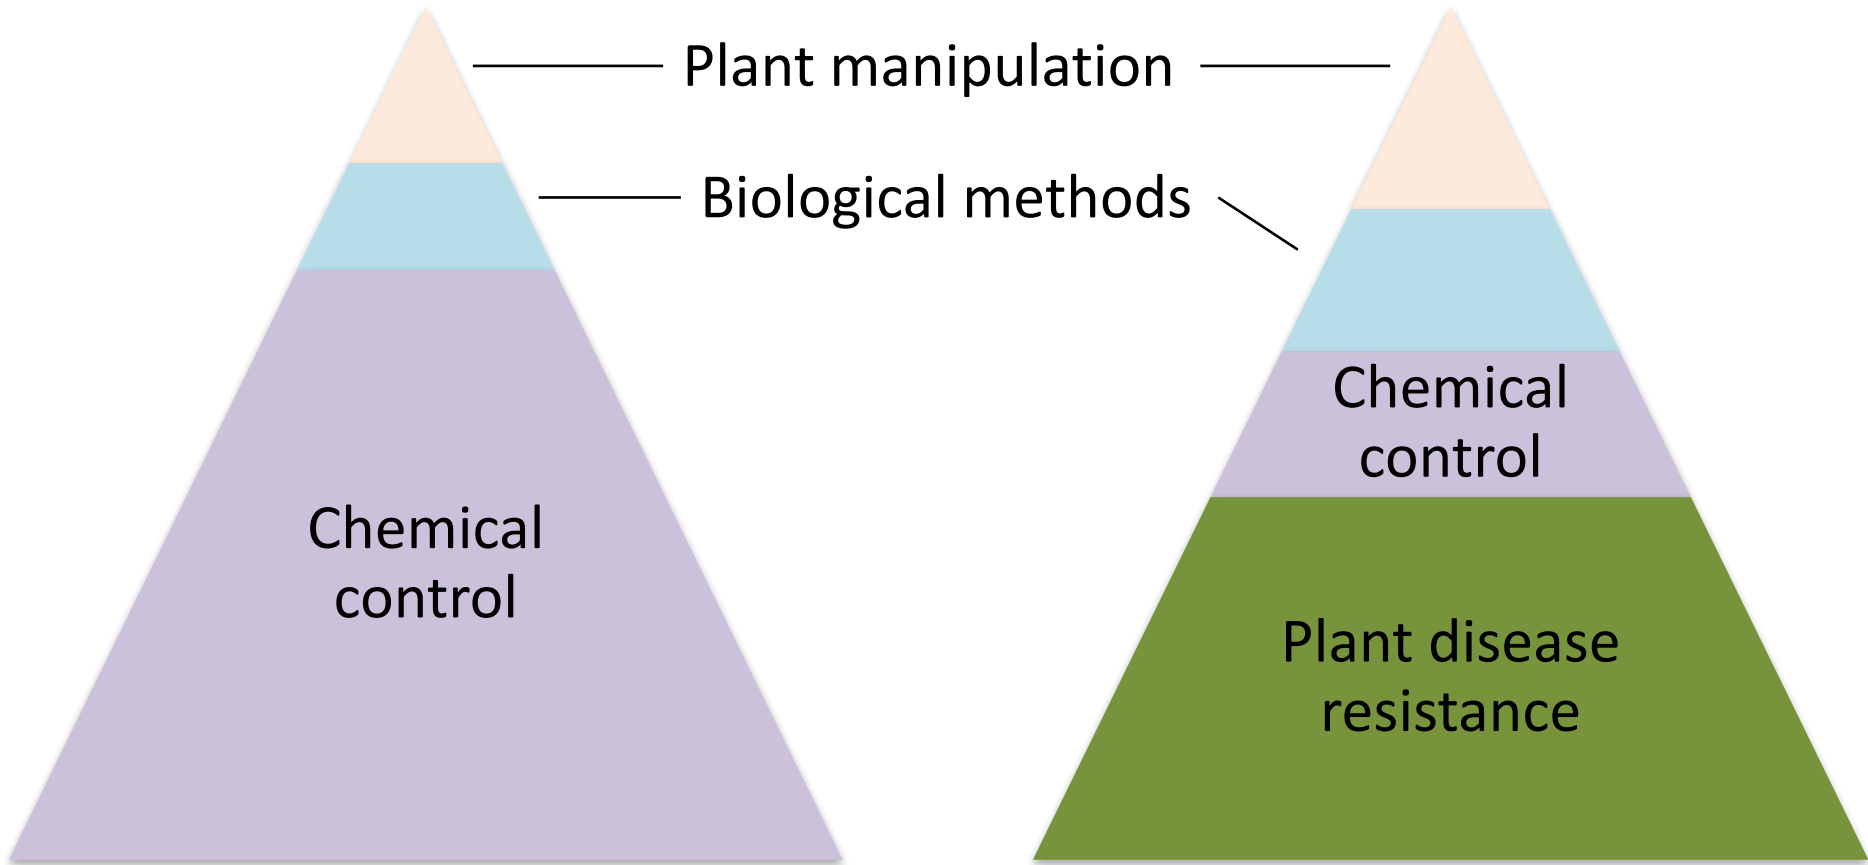 Plant manipulation
Biological methods
Chemical
control
Chemical
control
Plant disease
resistance